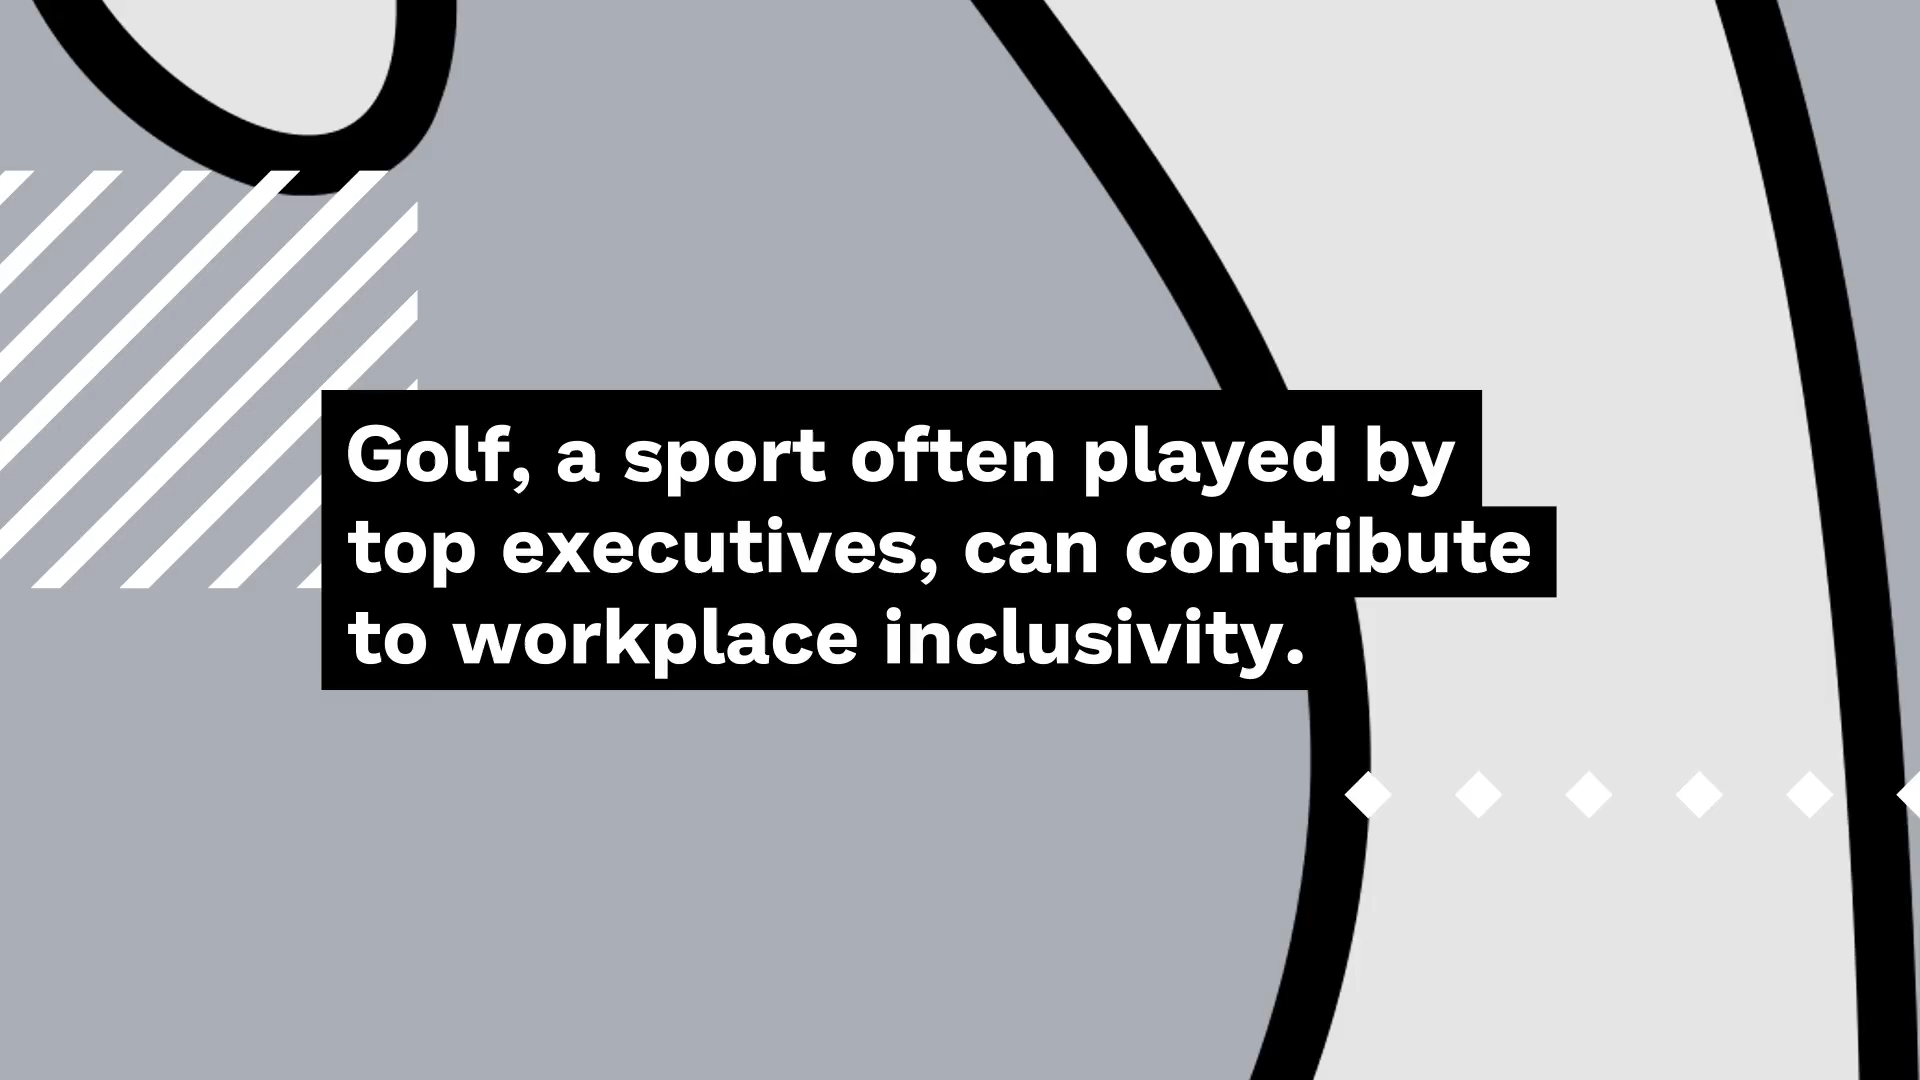 Golf, a sport often played by
top executives, can contribute
to workplace inclusivity.